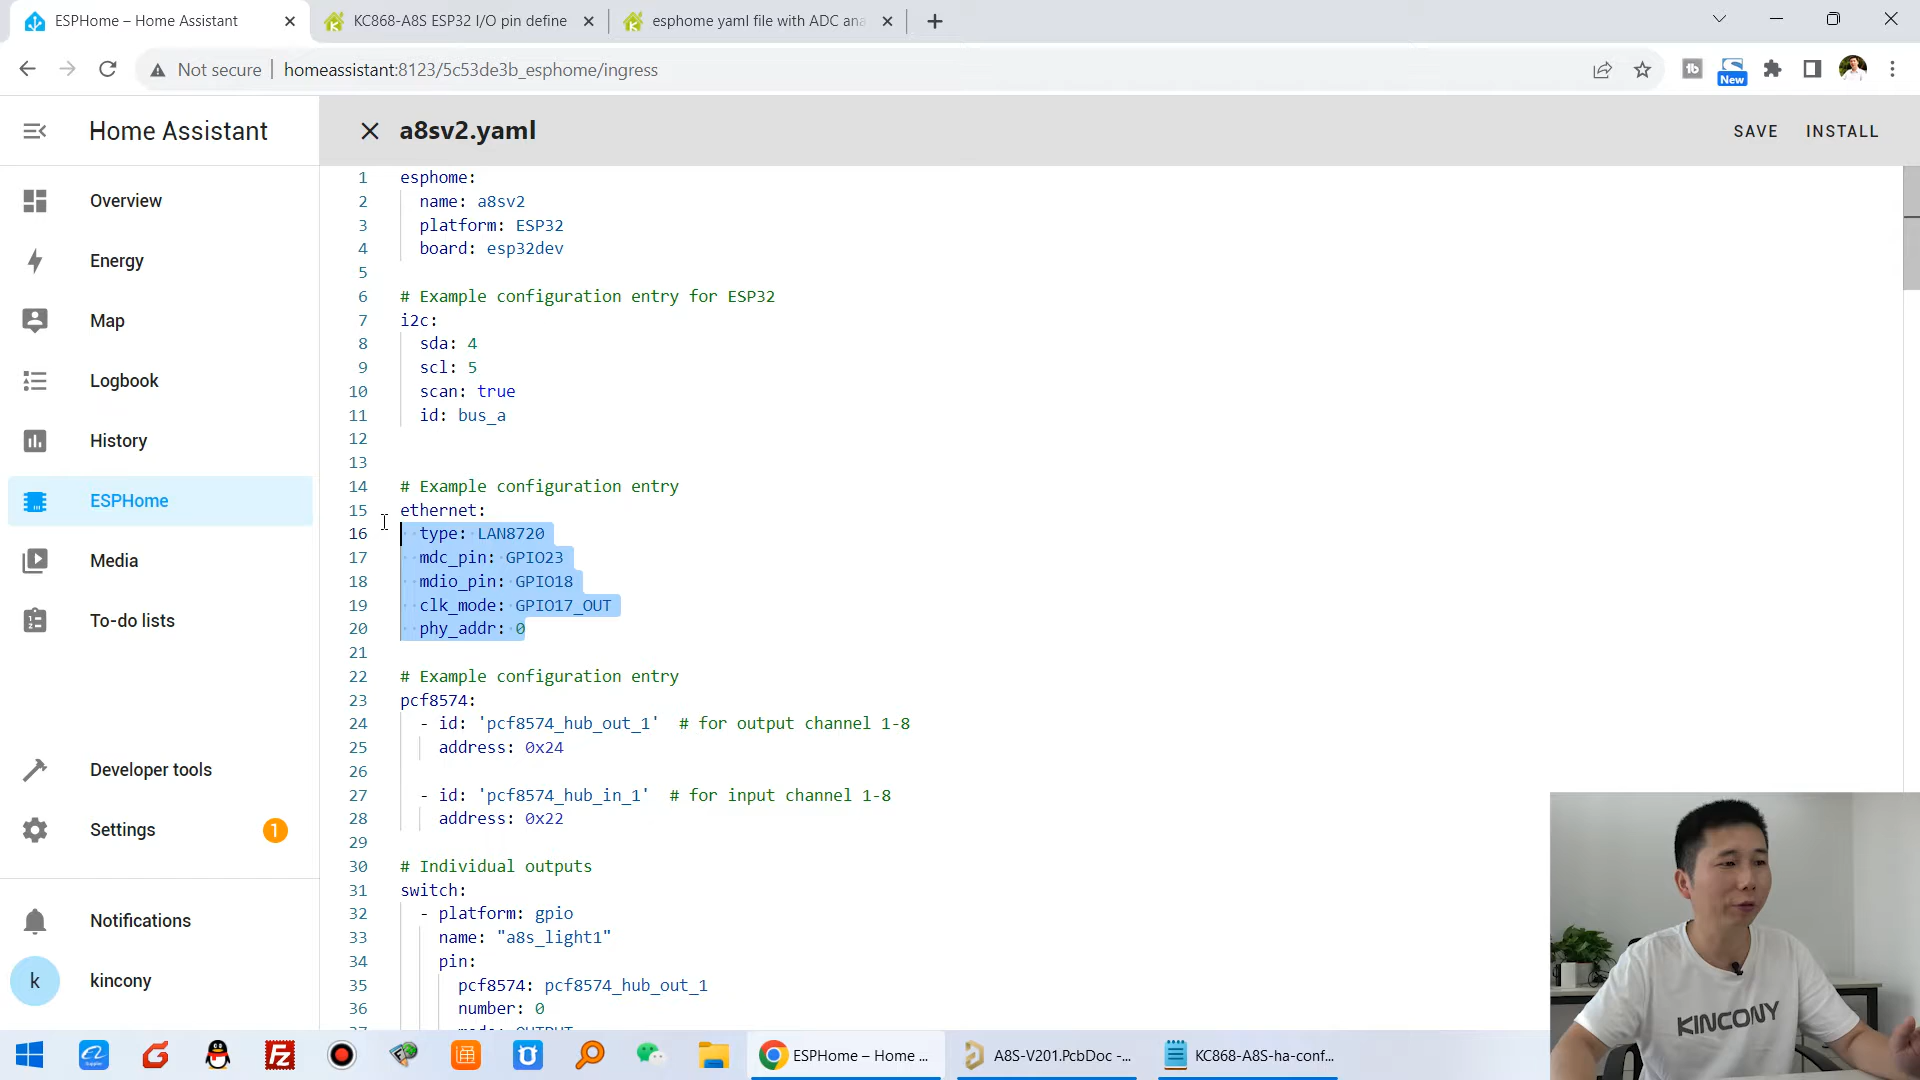 ESPHome – Home Assistant
KC868-A8S ESP32 I/O pin define
esphome yaml file with ADC ana
Not secure
homeassistant:8123/5c53de3b_esphome/ingress
New
Home Assistant
a8sv2.yaml
SAVE
INSTALL
Overview
Energy
Map
Logbook
History
ESPHome
Media
To-do lists
Developer tools
Settings
1
Notifications
k
kincony
1 esphome:
2 name: a8sv2
3 platform: ESP32
4 board: esp32dev
5
6 # Example configuration entry for ESP32
7 i2c:
8 sda: 4
9 scl: 5
10 scan: true
11 id: bus_a
12
13
14 # Example configuration entry
15 ethernet:
16 type: LAN8720
17 mdc_pin: GPIO23
18 mdio_pin: GPIO18
19 clk_mode: GPIO17_OUT
20 phy_addr: 0
21
22 # Example configuration entry
23 pcf8574:
24 - id: 'pcf8574_hub_out_1' # for output channel 1-8
25 address: 0x24
26
27 - id: 'pcf8574_hub_in_1' # for input channel 1-8
28 address: 0x22
29
30 # Individual outputs
31 switch:
32 - platform: gpio
33 name: "a8s_light1"
34 pin:
35 pcf8574: pcf8574_hub_out_1
36 number: 0
37 mode: OUTPUT
KINCONY
ESPHome – Home ...
A8S-V201.PcbDoc -...
KC868-A8S-ha-conf...